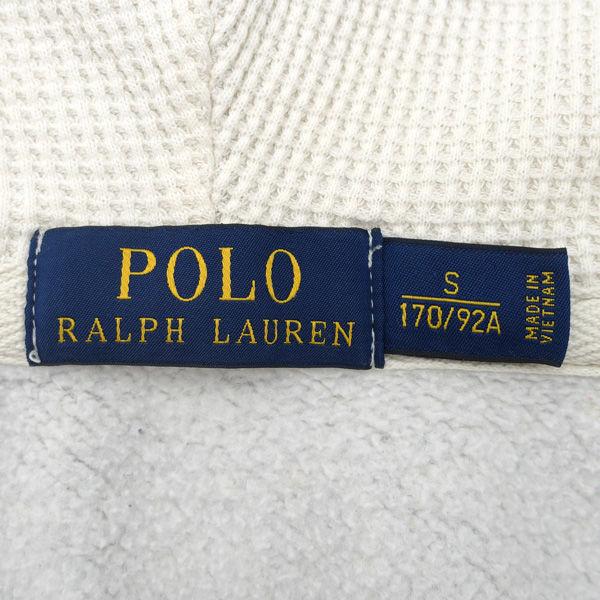 POLO
RALPH LAUREN
S
170/92A
MADE IN
VIETNAM